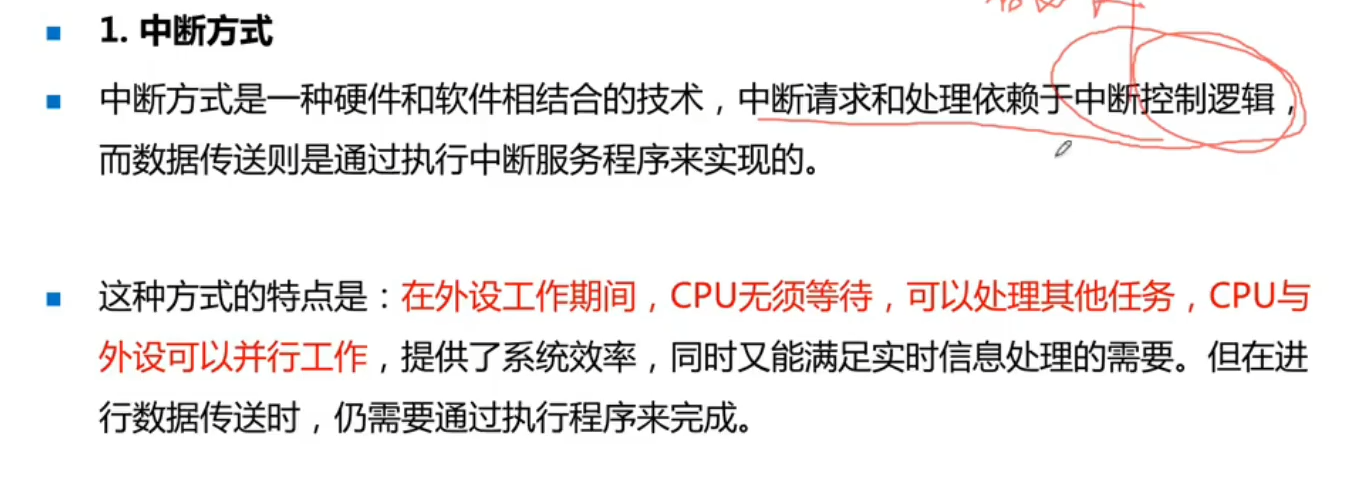 1. 中断方式
中断方式是一种硬件和软件相结合的技术，中断请求和处理依赖于中断控制逻辑，
而数据传送则是通过执行中断服务程序来实现的。
这种方式的特点是：在外设工作期间，CPU无须等待，可以处理其他任务，CPU与
外设可以并行工作，提供了系统效率，同时又能满足实时信息处理的需要。但在进
行数据传送时，仍需要通过执行程序来完成。